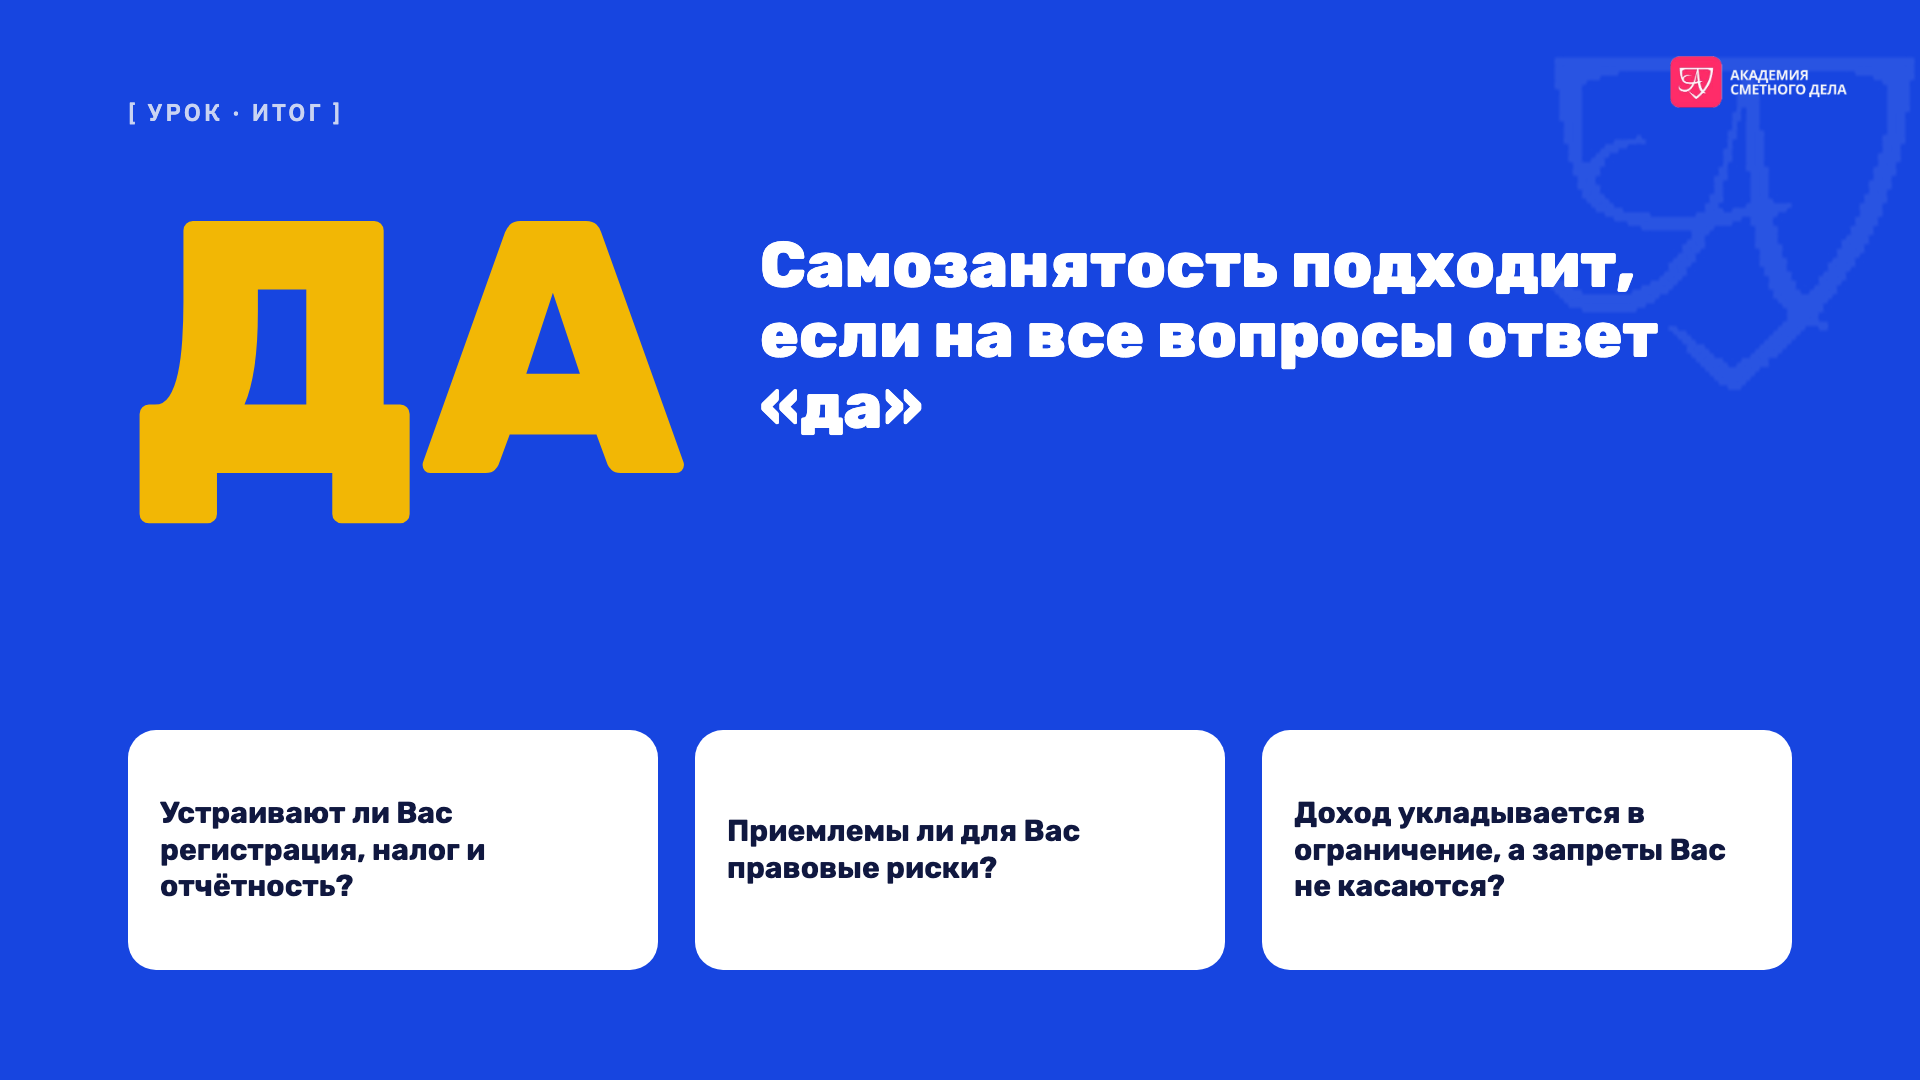 [ УРОК · ИТОГ ]
АКАДЕМИЯ
СМЕТНОГО ДЕЛА
ДА
Самозанятость подходит,
если на все вопросы ответ
«да»
Устраивают ли Вас
регистрация, налог и
отчётность?
Приемлемы ли для Вас
правовые риски?
Доход укладывается в
ограничение, а запреты Вас
не касаются?